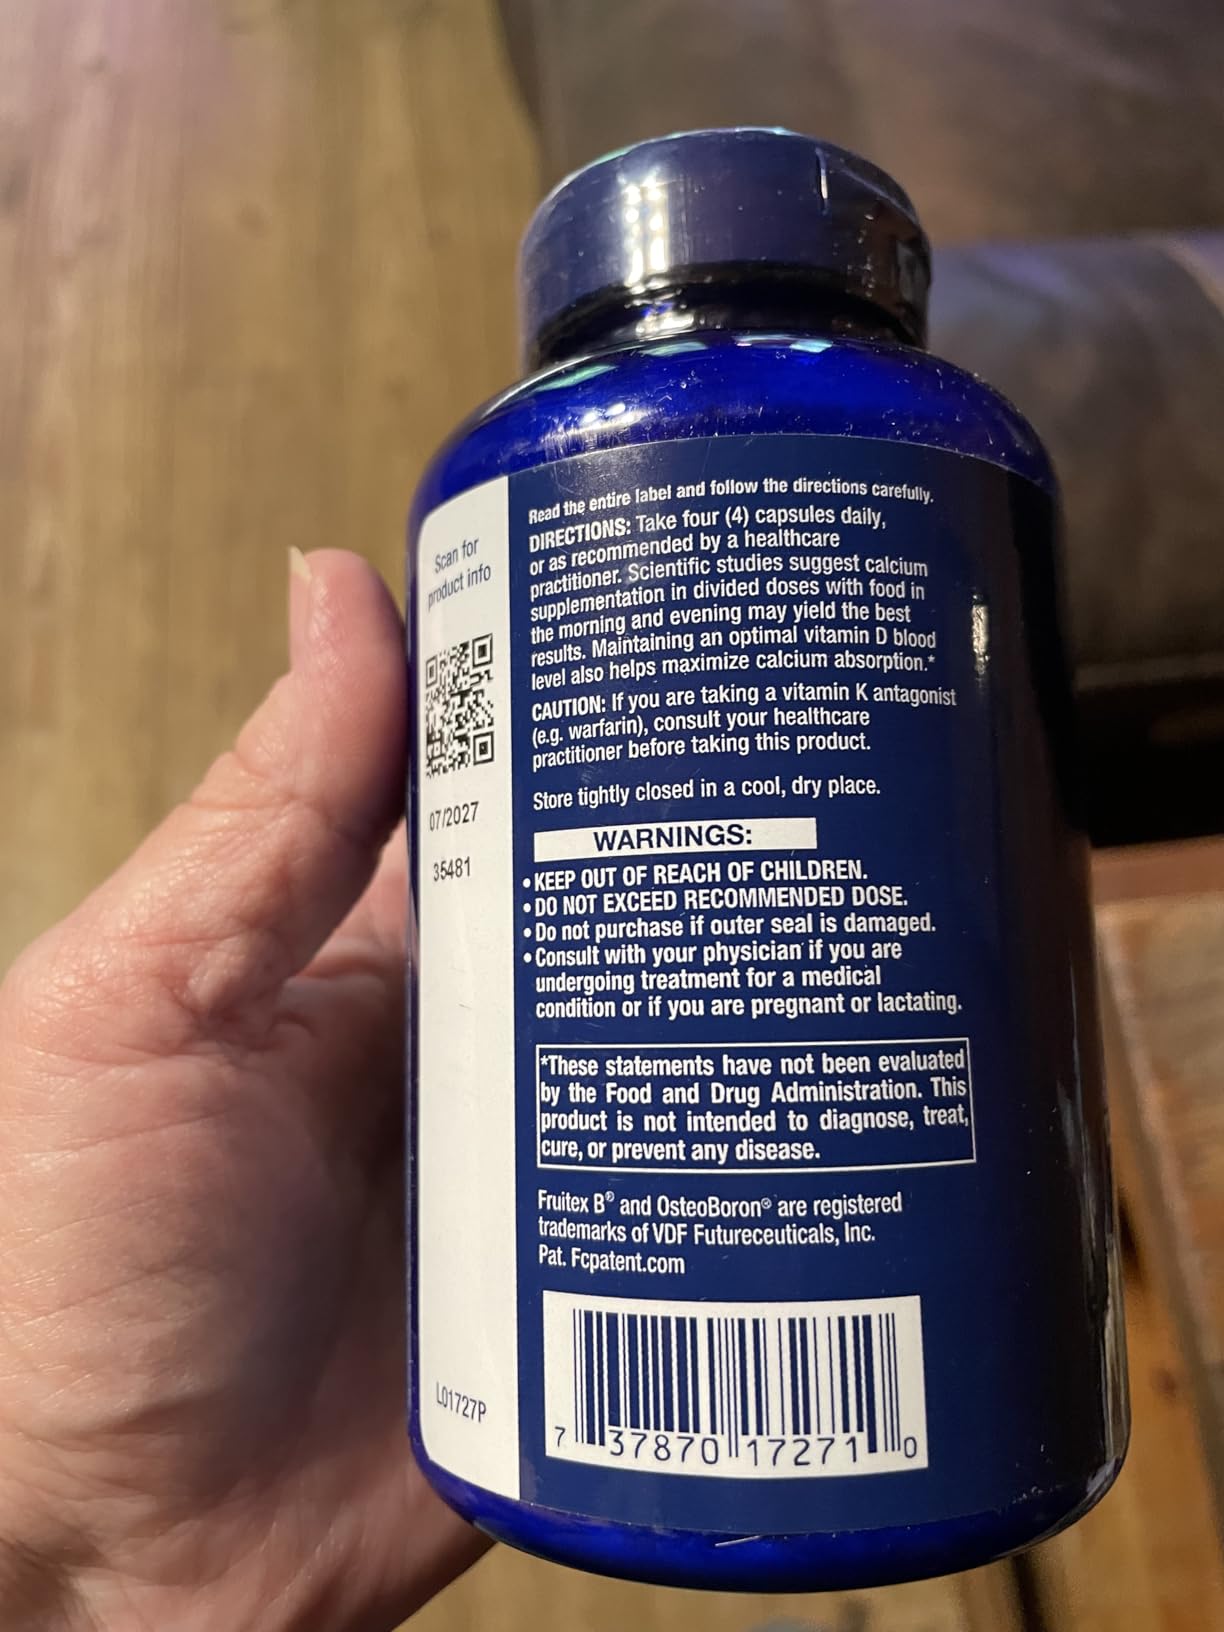 Scan for
product info
07/2027
35481
L01727P
Read the entire label and follow the directions carefully.
DIRECTIONS: Take four (4) capsules daily,
or as recommended by a healthcare
practitioner. Scientific studies suggest calcium
supplementation in divided doses with food in
the morning and evening may yield the best
results. Maintaining an optimal vitamin D blood
level also helps maximize calcium absorption.*
CAUTION: If you are taking a vitamin K antagonist
(e.g. warfarin), consult your healthcare
practitioner before taking this product.
Store tightly closed in a cool, dry place.
WARNINGS:
• KEEP OUT OF REACH OF CHILDREN.
• DO NOT EXCEED RECOMMENDED DOSE.
• Do not purchase if outer seal is damaged.
• Consult with your physician if you are
undergoing treatment for a medical
condition or if you are pregnant or lactating.
*These statements have not been evaluated
by the Food and Drug Administration. This
product is not intended to diagnose, treat,
cure, or prevent any disease.
Fruitex B® and OsteoBoron® are registered
trademarks of VDF Futureceuticals, Inc.
Pat. Fcpatent.com
7 37870 17271 0